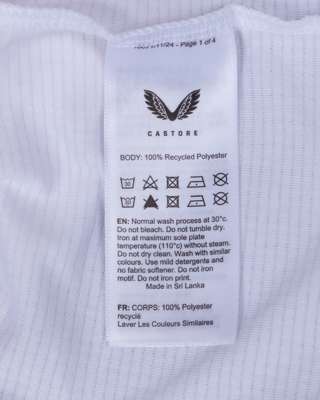 - Page 1 of 4
CASTORE
BODY: 100% Recycled Polyester
EN: Normal wash process at 30°c.
Do not bleach. Do not tumble dry.
Iron at maximum sole plate
temperature (110°c) without steam.
Do not dry clean. Wash with similar
colours. Use mild detergents and
no fabric softener. Do not iron
motif. Do not iron print.
Made in Sri Lanka
FR: CORPS: 100% Polyester
recyclé
Lever Les Couleurs Similaires